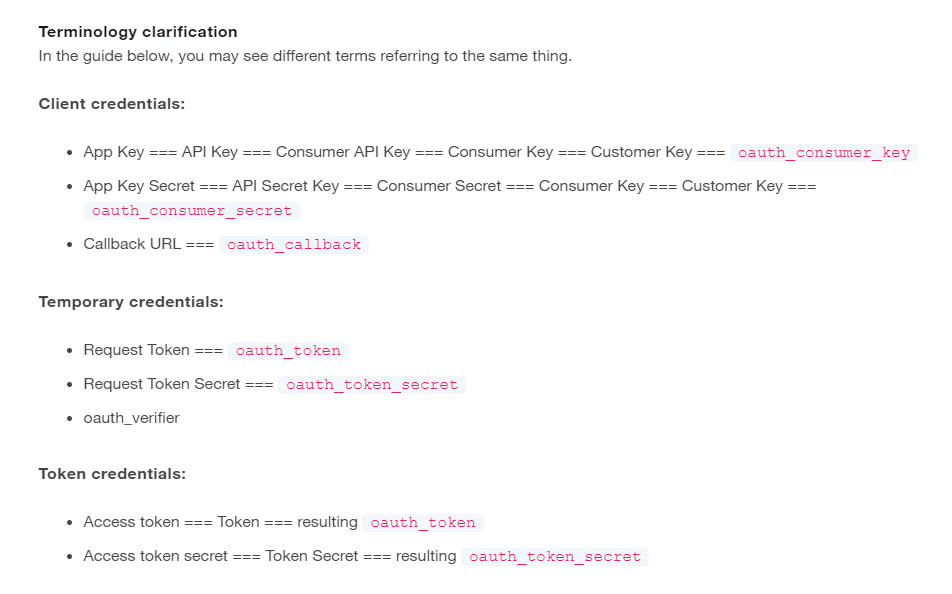 Terminology clarification
In the guide below, you may see different terms referring to the same thing.
Client credentials:
• App Key === API Key === Consumer API Key === Consumer Key === Customer Key === oauth_consumer_key
• App Key Secret === API Secret Key === Consumer Secret === Consumer Key === Customer Key ===
oauth_consumer_secret
• Callback URL === oauth_callback
Temporary credentials:
• Request Token === oauth_token
• Request Token Secret === oauth_token_secret
• oauth_verifier
Token credentials:
• Access token === Token === resulting oauth_token
• Access token secret === Token Secret === resulting oauth_token_secret